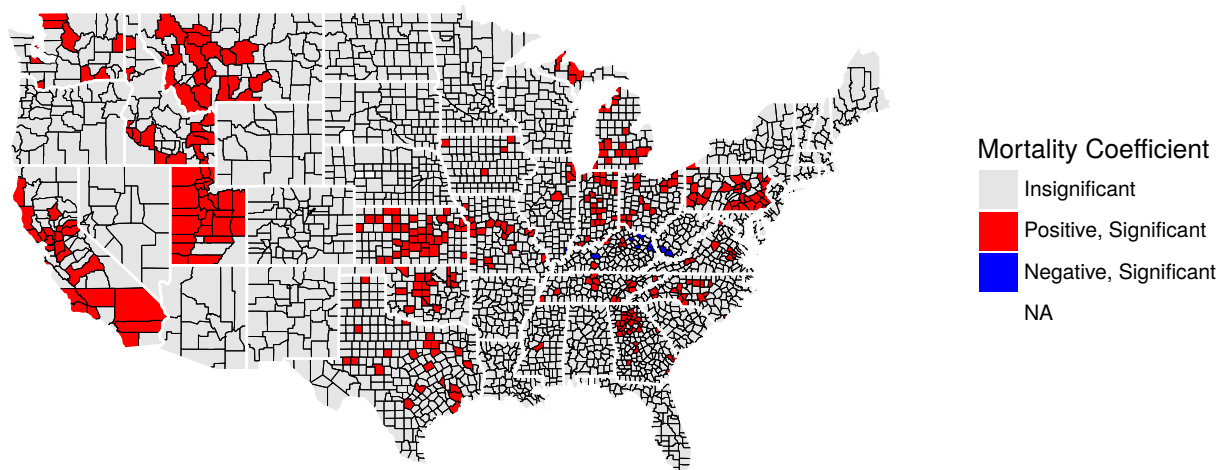 Mortality Coefficient
Insignificant
Positive, Significant
Negative, Significant
NA